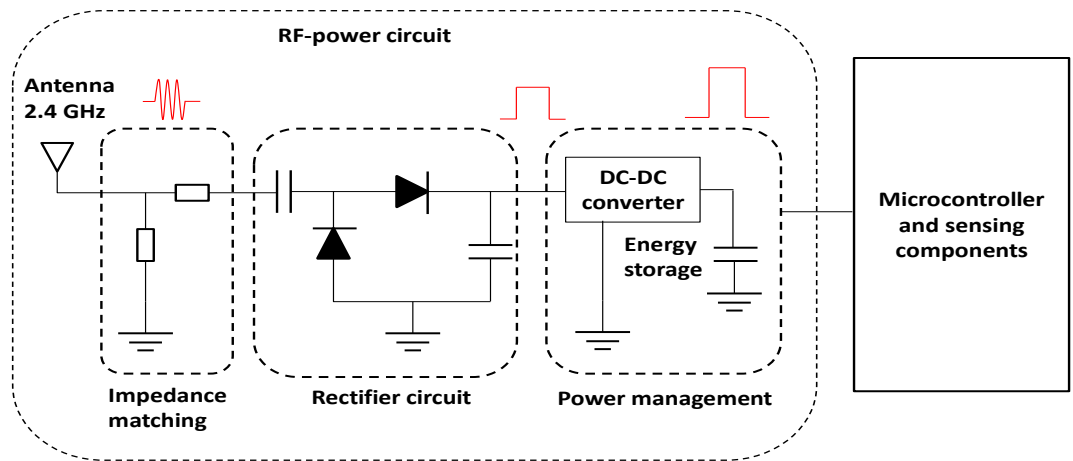 RF-power circuit
Antenna
2.4 GHz
DC-DC
converter
Energy
storage
Microcontroller
and sensing
components
Impedance
matching
Rectifier circuit
Power management